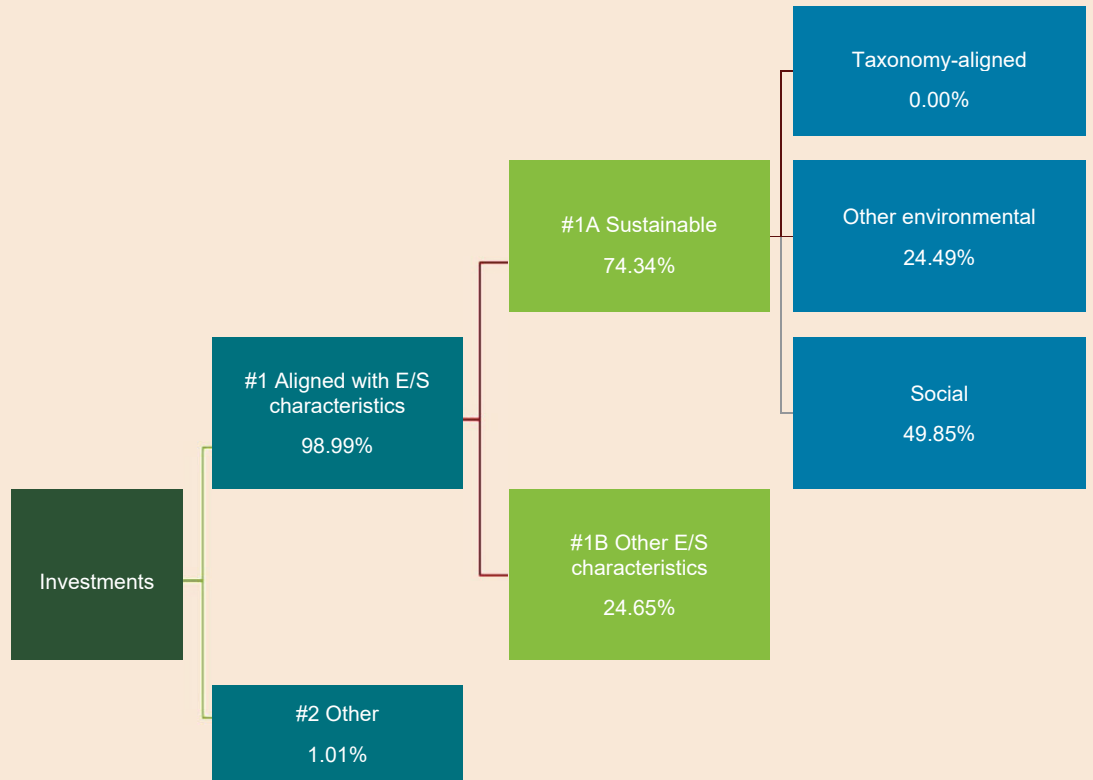 Investments
#1 Aligned with E/S
characteristics
98.99%
#2 Other
1.01%
#1A Sustainable
74.34%
#1B Other E/S
characteristics
24.65%
Taxonomy-aligned
0.00%
Other environmental
24.49%
Social
49.85%